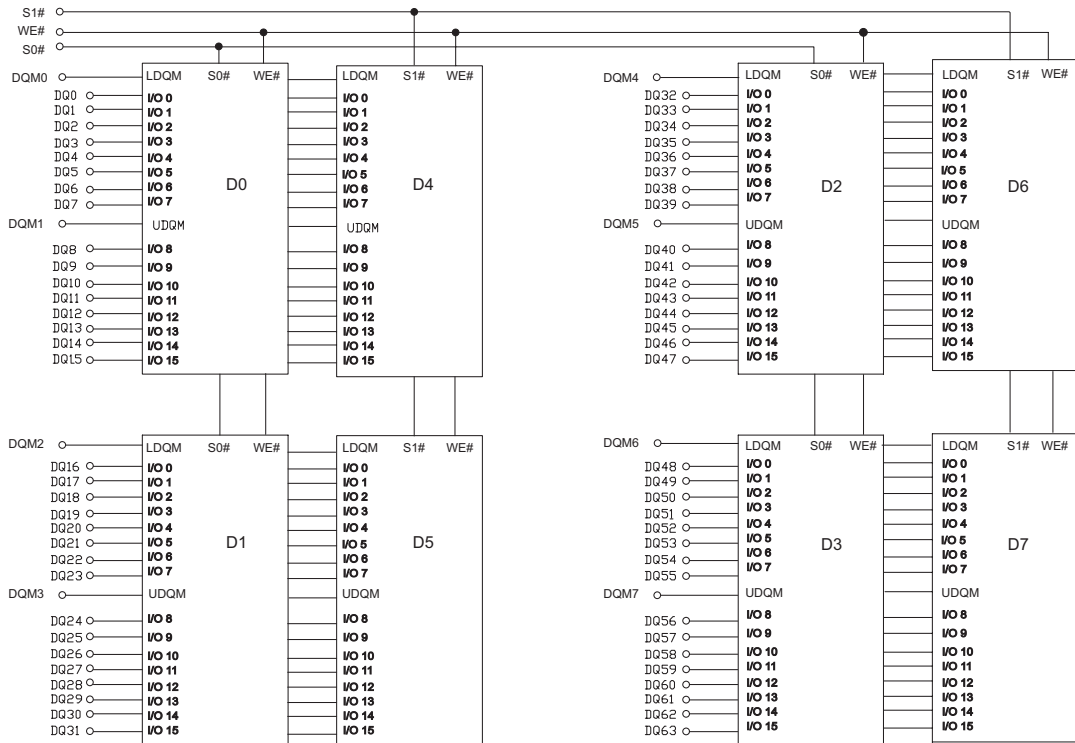 S1#
WE#
S0#
DQM0 LDQM S0# WE# LDQM S1# WE# DQM4 LDQM S0# WE# LDQM S1# WE#
DQ0 I/O 0 I/O 0 DQ32 I/O 0 I/O 0
DQ1 I/O 1 I/O 1 DQ33 I/O 1 I/O 1
DQ2 I/O 2 I/O 2 DQ34 I/O 2 I/O 2
DQ3 I/O 3 I/O 3 DQ35 I/O 3 I/O 3
DQ4 I/O 4 I/O 4 DQ36 I/O 4 I/O 4
DQ5 I/O 5 I/O 5 DQ37 I/O 5 I/O 5
DQ6 I/O 6 D0 I/O 6 D4 DQ38 I/O 6 D2 I/O 6 D6
DQ7 I/O 7 I/O 7 DQ39 I/O 7 I/O 7
DQM1 UDQM UDQM DQM5 UDQM UDQM
DQ8 I/O 8 I/O 8 DQ40 I/O 8 I/O 8
DQ9 I/O 9 I/O 9 DQ41 I/O 9 I/O 9
DQ10 I/O 10 I/O 10 DQ42 I/O 10 I/O 10
DQ11 I/O 11 I/O 11 DQ43 I/O 11 I/O 11
DQ12 I/O 12 I/O 12 DQ44 I/O 12 I/O 12
DQ13 I/O 13 I/O 13 DQ45 I/O 13 I/O 13
DQ14 I/O 14 I/O 14 DQ46 I/O 14 I/O 14
DQ15 I/O 15 I/O 15 DQ47 I/O 15 I/O 15
DQM2 LDQM S0# WE# LDQM S1# WE# DQM6 LDQM S0# WE# LDQM S1# WE#
DQ16 I/O 0 I/O 0 DQ48 I/O 0 I/O 0
DQ17 I/O 1 I/O 1 DQ49 I/O 1 I/O 1
DQ18 I/O 2 I/O 2 DQ50 I/O 2 I/O 2
DQ19 I/O 3 I/O 3 DQ51 I/O 3 I/O 3
DQ20 I/O 4 I/O 4 DQ52 I/O 4 I/O 4
DQ21 I/O 5 D1 I/O 5 D5 DQ53 I/O 5 D3 I/O 5 D7
DQ22 I/O 6 I/O 6 DQ54 I/O 6 I/O 6
DQ23 I/O 7 I/O 7 DQ55 I/O 7 I/O 7
DQM3 UDQM UDQM DQM7 UDQM UDQM
DQ24 I/O 8 I/O 8 DQ56 I/O 8 I/O 8
DQ25 I/O 9 I/O 9 DQ57 I/O 9 I/O 9
DQ26 I/O 10 I/O 10 DQ58 I/O 10 I/O 10
DQ27 I/O 11 I/O 11 DQ59 I/O 11 I/O 11
DQ28 I/O 12 I/O 12 DQ60 I/O 12 I/O 12
DQ29 I/O 13 I/O 13 DQ61 I/O 13 I/O 13
DQ30 I/O 14 I/O 14 DQ62 I/O 14 I/O 14
DQ31 I/O 15 I/O 15 DQ63 I/O 15 I/O 15